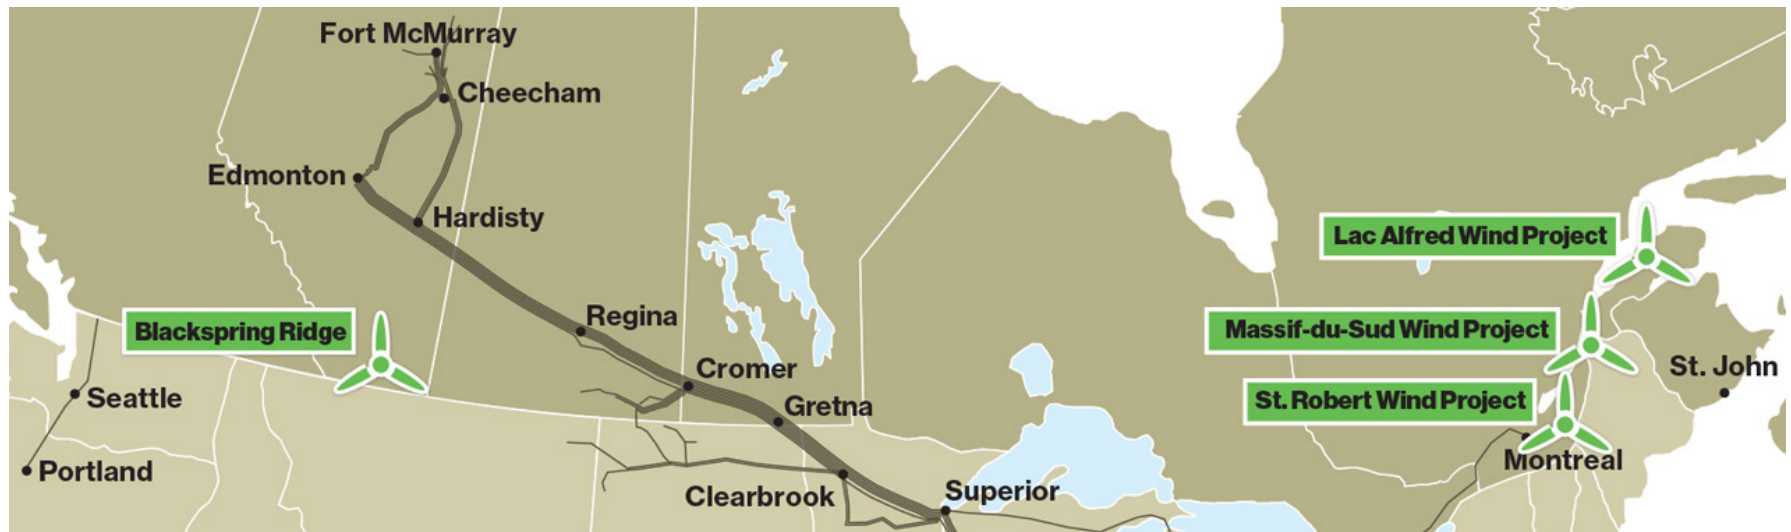 Fort McMurray
Cheecham
Edmonton
Hardisty
Lac Alfred Wind Project
Blackspring Ridge
Regina
Massif-du-Sud Wind Project
Cromer
St. John
Seattle
Gretna
St. Robert Wind Project
Portland
Montreal
Clearbrook
Superior